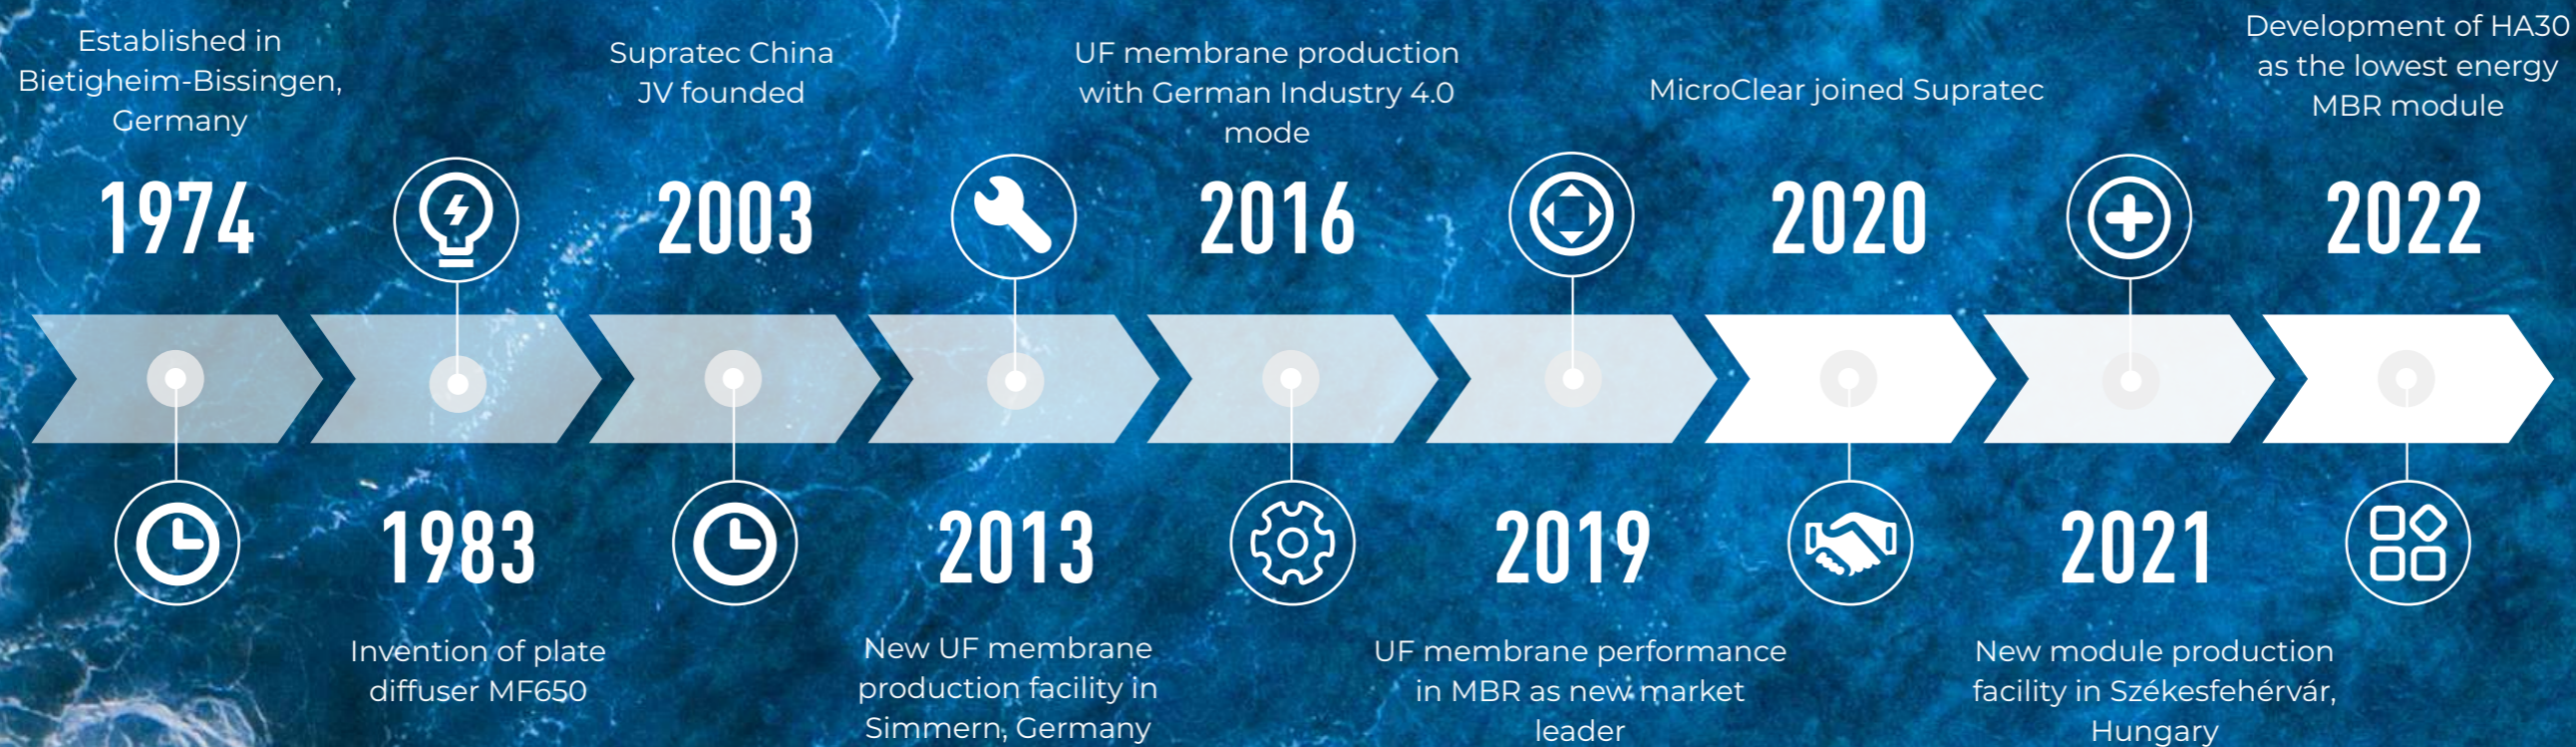 Established in
Bietigheim-Bissingen,
Germany
1974
1983
Invention of plate
diffuser MF650
Supratec China
JV founded
2003
2013
New UF membrane
production facility in
Simmern, Germany
UF membrane production
with German Industry 4.0
mode
2016
2019
UF membrane performance
in MBR as new market
leader
MicroClear joined Supratec
2020
2021
New module production
facility in Székesfehérvár,
Hungary
Development of HA30
as the lowest energy
MBR module
2022